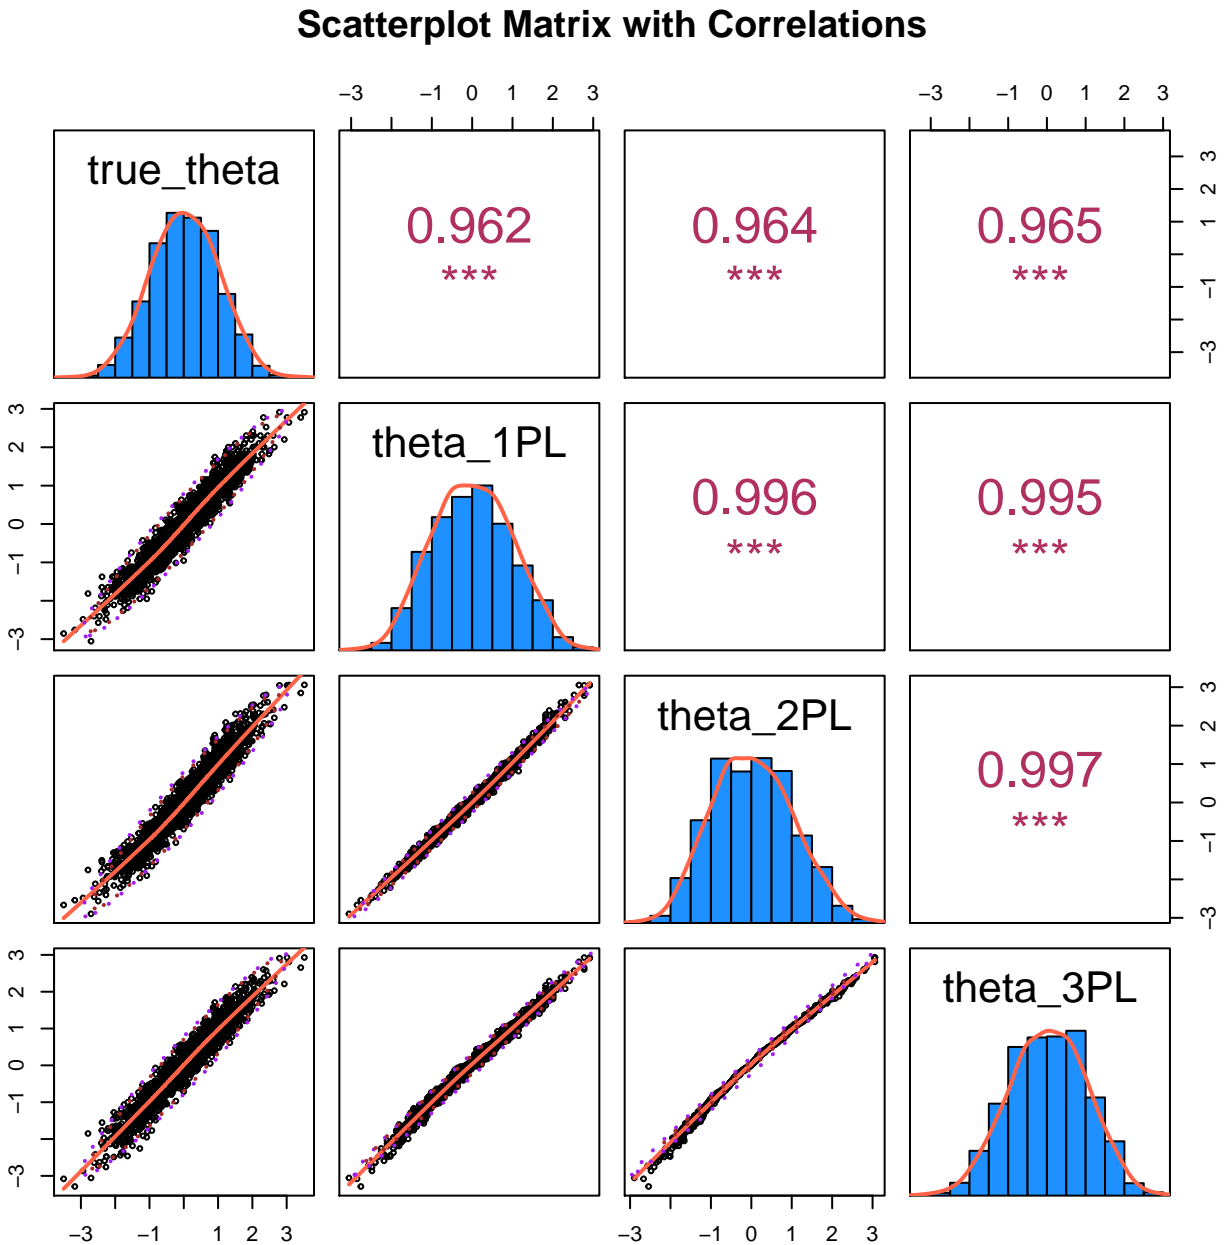 Scatterplot Matrix with Correlations
−3 −1 0 1 2 3
−3 −1 0 1 2 3
true_theta
0.962
***
0.964
***
0.965
***
−3 −1 1 2 3
−3 −1 0 1 2 3
theta_1PL
0.996
***
0.995
***
theta_2PL
0.997
***
−3 −1 0 1 2 3
−3 −1 0 1 2 3
theta_3PL
−3 −1 1 2 3
−3 −1 0 1 2 3